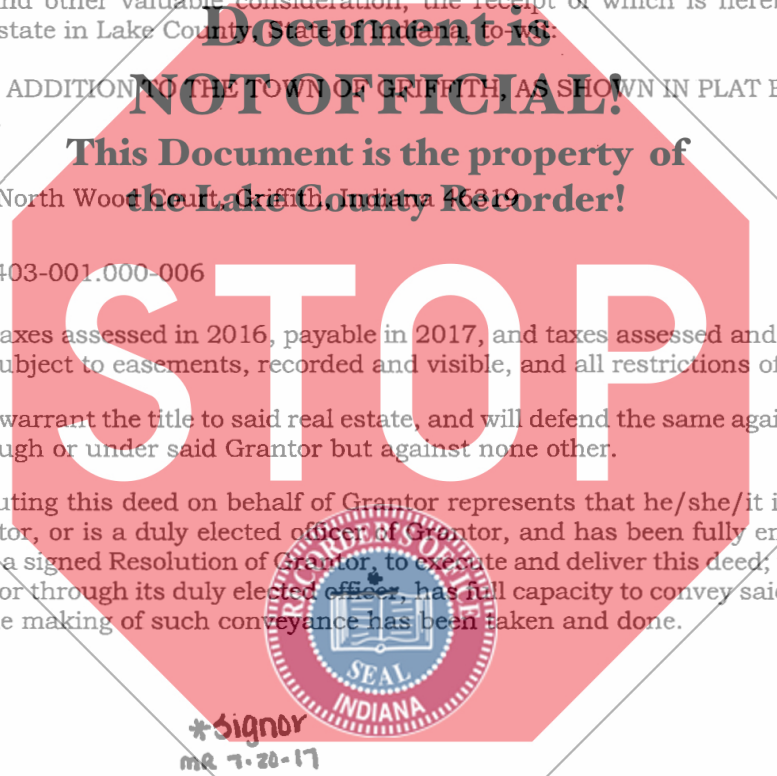 nd other valuable consideration, the receipt of which is here
state in Lake County, State of Indiana, to-wit:
Document is
ADDITION TO THE TOWN OF GRIFFITH, AS SHOWN IN PLAT B
NOT OFFICIAL!
This Document is the property of
North Wood Court, Griffith, Indiana 46319
the Lake County Recorder!
403-001.000-006
STOP
axes assessed in 2016, payable in 2017, and taxes assessed and
ubject to easements, recorded and visible, and all restrictions of
warrant the title to said real estate, and will defend the same agai
ugh or under said Grantor but against none other.
uting this deed on behalf of Grantor represents that he/she/it i
tor, or is a duly elected officer of Grantor, and has been fully en
a signed Resolution of Grantor, to execute and deliver this deed;
or through its duly elected officer, has full capacity to convey said
e making of such conveyance has been taken and done.
SEAL
INDIANA
*signor
MR 7-20-17